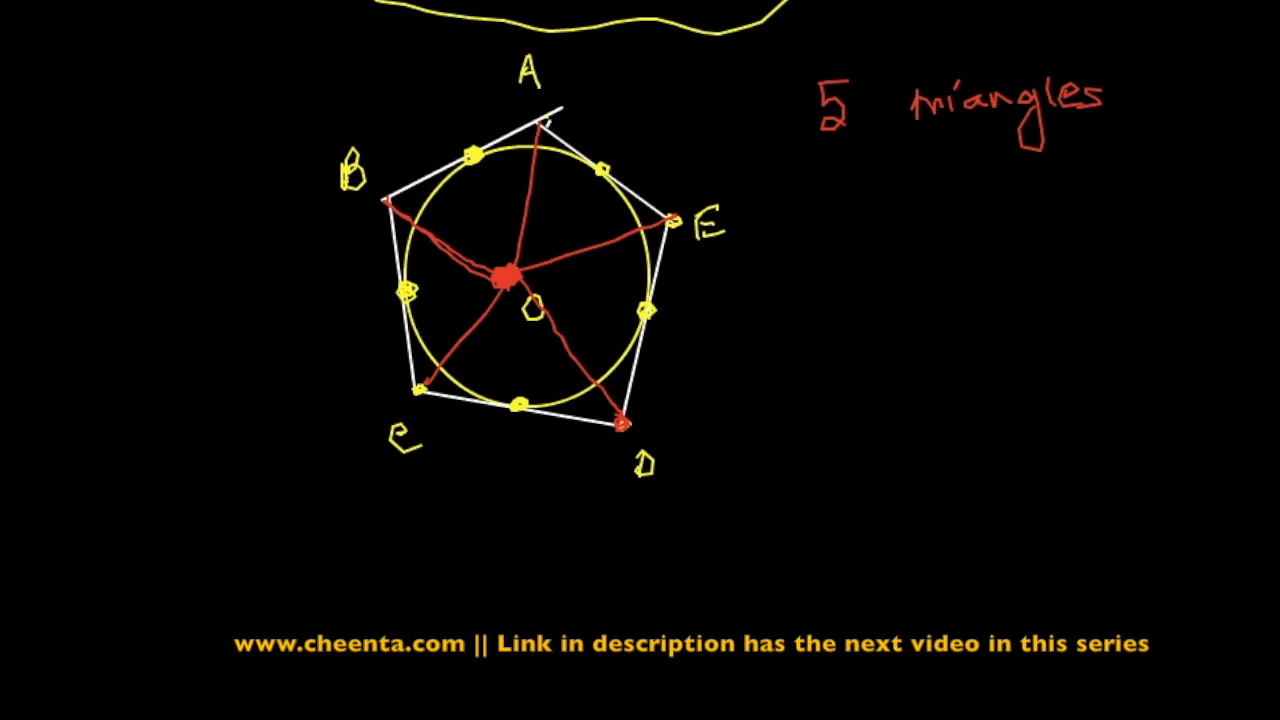 A
5 triangles
B
E
O
C
D
www.cheenta.com || Link in description has the next video in this series